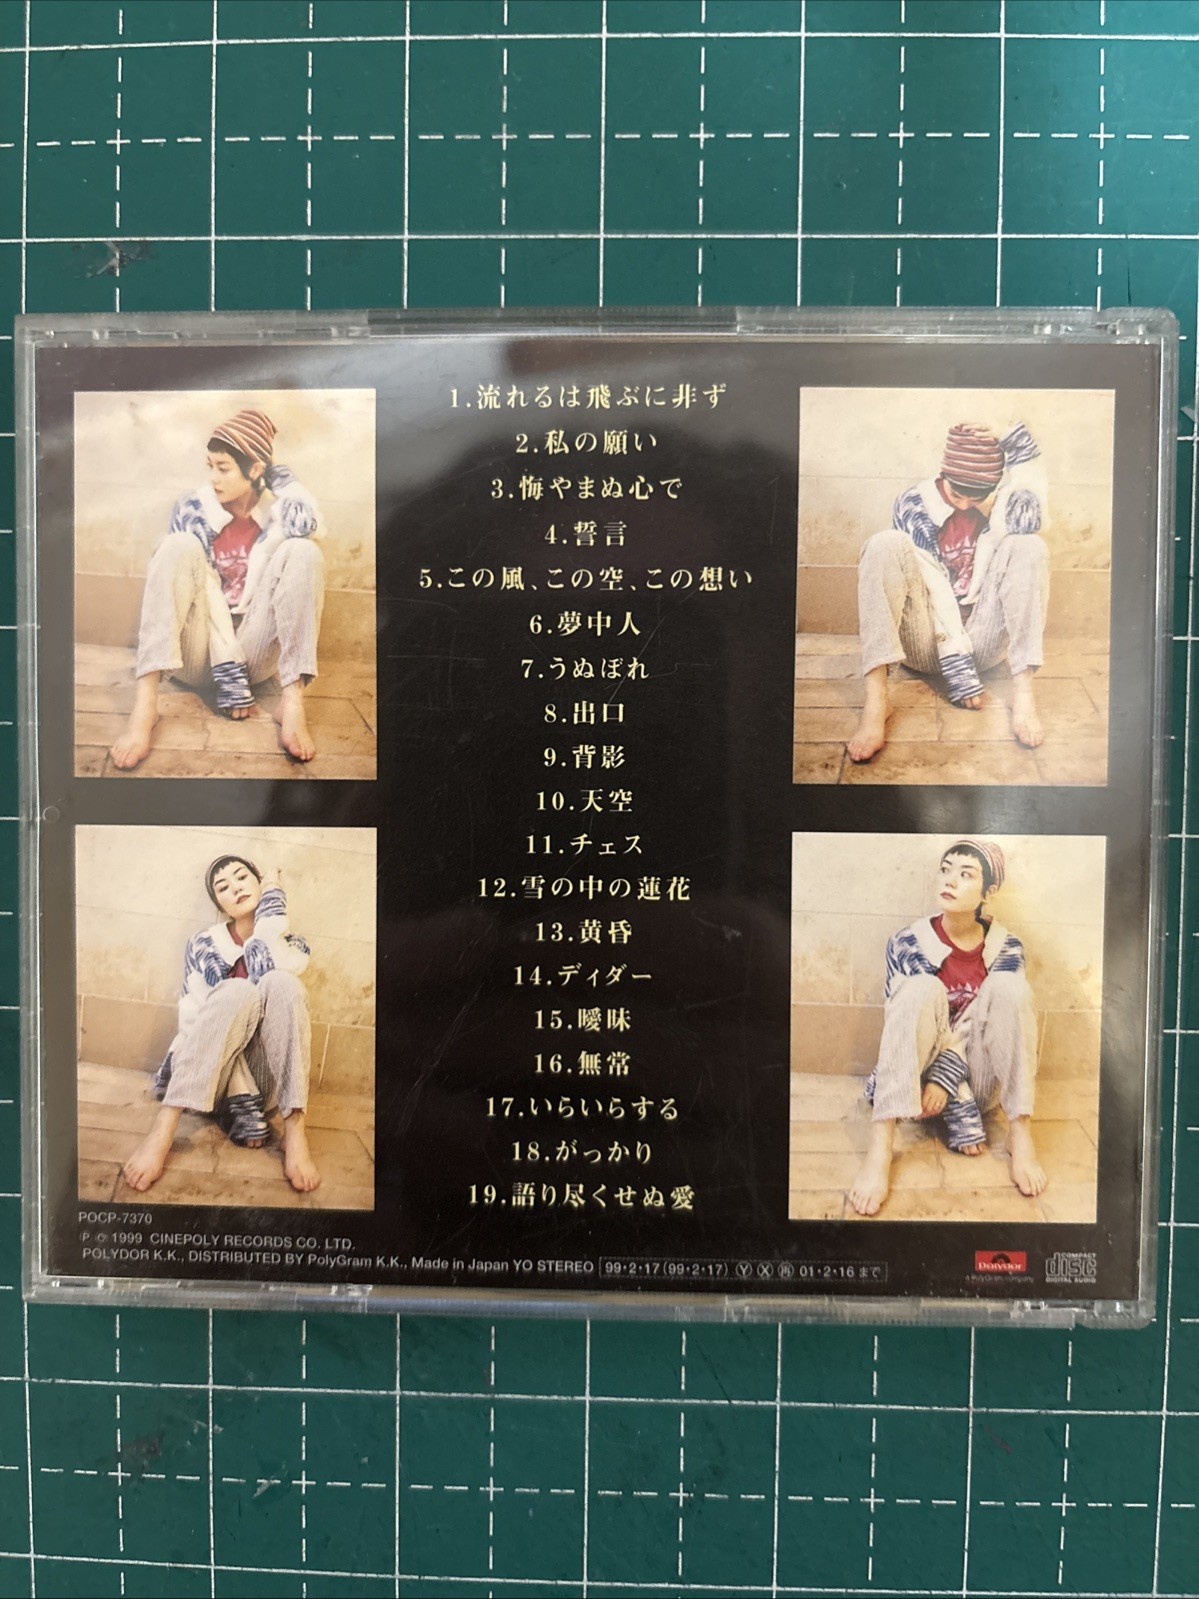 1.流れるは飛ぶに非ず
2.私の願い
3.悔やまぬ心で
4.誓言
5.この風、この空、この想い
6.夢中人
7.うぬぼれ
8.出口
9.背影
10.天空
11.チェス
12.雪の中の蓮花
13.黄昏
14.ディダー
15.曖昧
16.無常
17.いらいらする
18.がっかり
19.語り尽くせぬ愛
POCP-7370
℗ © 1999 CINEPOLY RECORDS CO. LTD.
POLYDOR K.K., DISTRIBUTED BY PolyGram K.K., Made in Japan YO STEREO 99・2・17(99・2・17) Ⓨ Ⓧ ㊞ 01・2・16まで
Polydor
A PolyGram company
COMPACT
disc
DIGITAL AUDIO